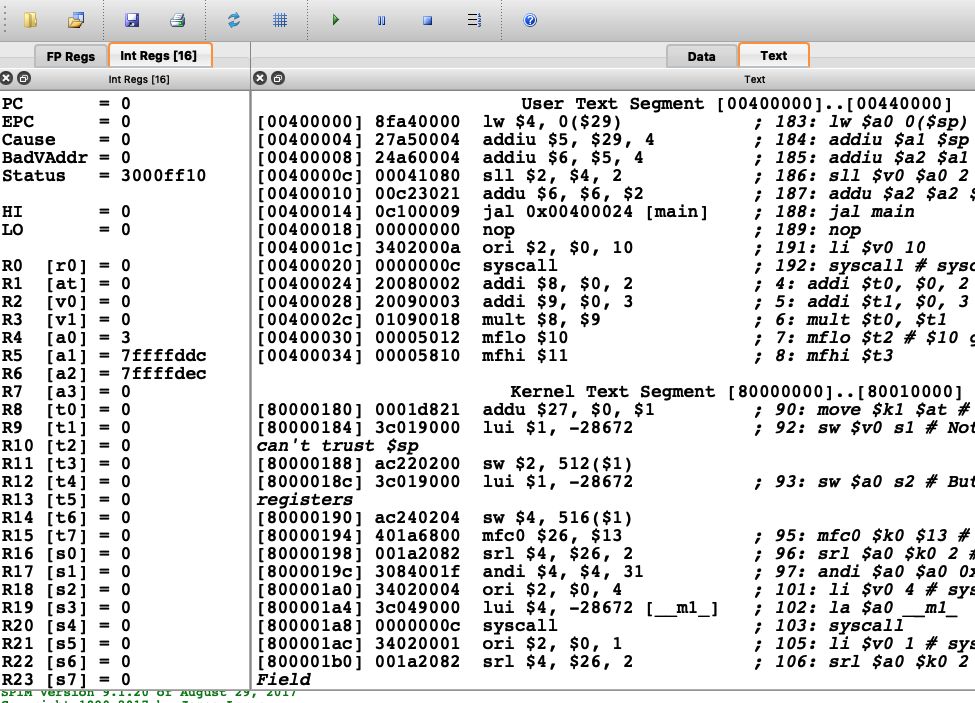 FP Regs
Int Regs [16]
Data
Text
Int Regs [16]
Text
PC = 0
EPC = 0
Cause = 0
BadVAddr = 0
Status = 3000ff10
HI = 0
LO = 0
R0 [r0] = 0
R1 [at] = 0
R2 [v0] = 0
R3 [v1] = 0
R4 [a0] = 3
R5 [a1] = 7ffffddc
R6 [a2] = 7ffffdec
R7 [a3] = 0
R8 [t0] = 0
R9 [t1] = 0
R10 [t2] = 0
R11 [t3] = 0
R12 [t4] = 0
R13 [t5] = 0
R14 [t6] = 0
R15 [t7] = 0
R16 [s0] = 0
R17 [s1] = 0
R18 [s2] = 0
R19 [s3] = 0
R20 [s4] = 0
R21 [s5] = 0
R22 [s6] = 0
R23 [s7] = 0
User Text Segment [00400000]..[00440000]
[00400000] 8fa40000 lw $4, 0($29) ; 183: lw $a0 0($sp)
[00400004] 27a50004 addiu $5, $29, 4 ; 184: addiu $a1 $sp
[00400008] 24a60004 addiu $6, $5, 4 ; 185: addiu $a2 $a1
[0040000c] 00041080 sll $2, $4, 2 ; 186: sll $v0 $a0 2
[00400010] 00c23021 addu $6, $6, $2 ; 187: addu $a2 $a2
[00400014] 0c100009 jal 0x00400024 [main] ; 188: jal main
[00400018] 00000000 nop ; 189: nop
[0040001c] 3402000a ori $2, $0, 10 ; 191: li $v0 10
[00400020] 0000000c syscall ; 192: syscall # sysc
[00400024] 20080002 addi $8, $0, 2 ; 4: addi $t0, $0, 2
[00400028] 20090003 addi $9, $0, 3 ; 5: addi $t1, $0, 3
[0040002c] 01090018 mult $8, $9 ; 6: mult $t0, $t1
[00400030] 00005012 mflo $10 ; 7: mflo $t2 # $10 g
[00400034] 00005810 mfhi $11 ; 8: mfhi $t3
Kernel Text Segment [80000000]..[80010000]
[80000180] 0001d821 addu $27, $0, $1 ; 90: move $k1 $at #
[80000184] 3c019000 lui $1, -28672 ; 92: sw $v0 s1 # Not
can't trust $sp
[80000188] ac220200 sw $2, 512($1)
[8000018c] 3c019000 lui $1, -28672 ; 93: sw $a0 s2 # But
registers
[80000190] ac240204 sw $4, 516($1)
[80000194] 401a6800 mfc0 $26, $13 ; 95: mfc0 $k0 $13 #
[80000198] 001a2082 srl $4, $26, 2 ; 96: srl $a0 $k0 2 #
[8000019c] 3084001f andi $4, $4, 31 ; 97: andi $a0 $a0 0x
[800001a0] 34020004 ori $2, $0, 4 ; 101: li $v0 4 # sys
[800001a4] 3c049000 lui $4, -28672 [__m1_] ; 102: la $a0 __m1_
[800001a8] 0000000c syscall ; 103: syscall
[800001ac] 34020001 ori $2, $0, 1 ; 105: li $v0 1 # sys
[800001b0] 001a2082 srl $4, $26, 2 ; 106: srl $a0 $k0 2
Field
SPIM Version 9.1.20 of August 29, 2017